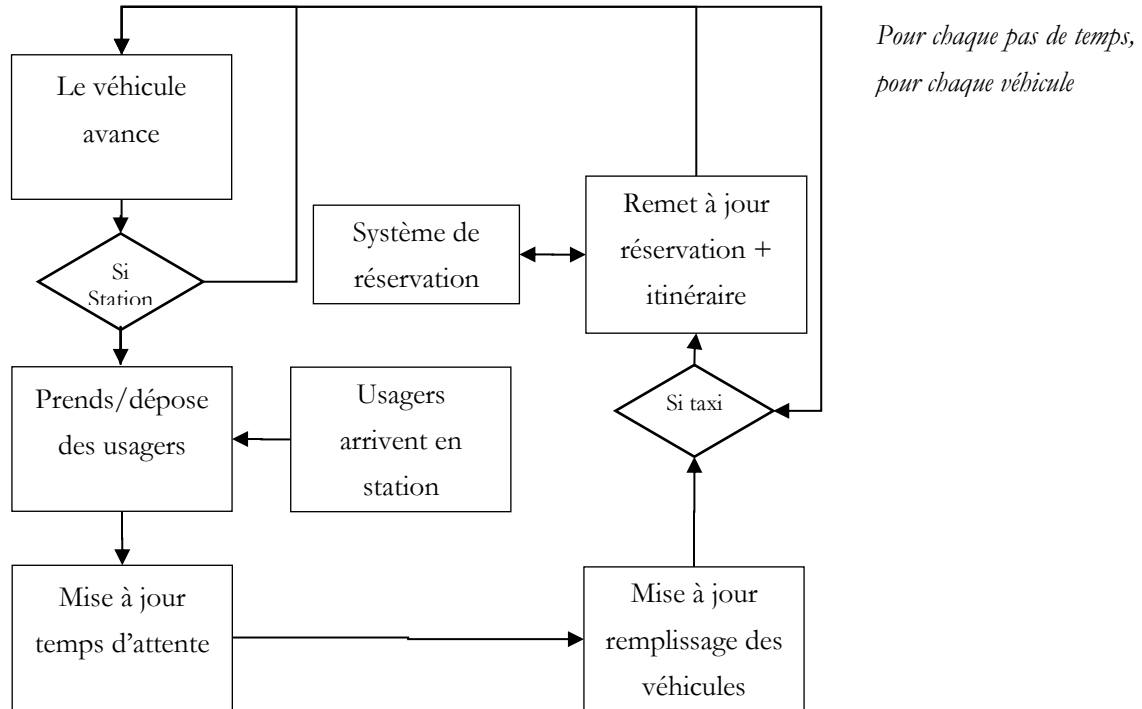 Pour chaque pas de temps,
pour chaque véhicule
Le véhicule
avance
Si
Station
Prends/dépose
des usagers
Usagers
arrivent en
station
Mise à jour
temps d'attente
Mise à jour
remplissage des
véhicules
Si taxi
Remet à jour
réservation +
itinéraire
Système de
réservation